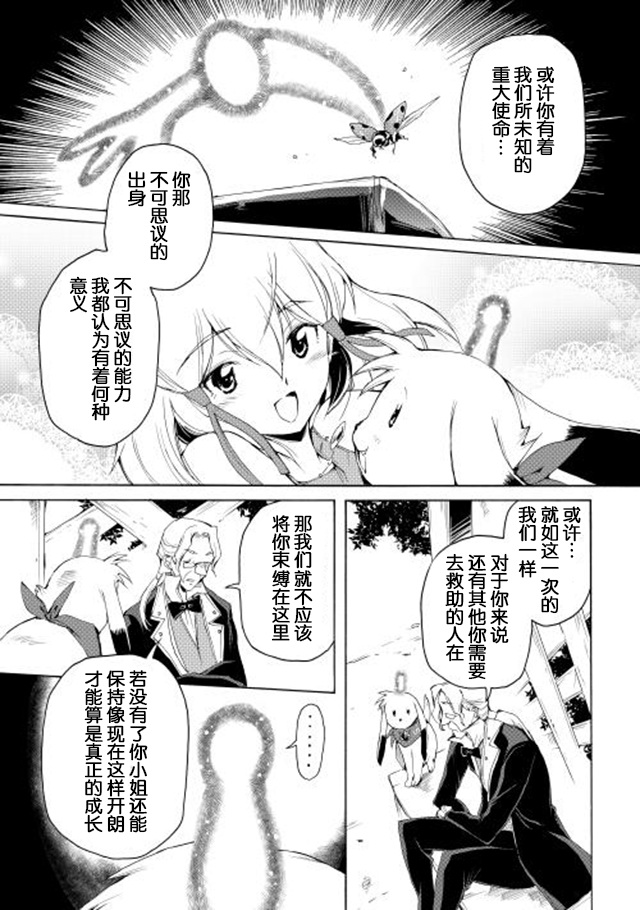 或许你有着
我们所未知的
重大使命…
你那
不可思议的
出身
不可思议的能力
我都认为有着何种
意义
或许…
就如这一次的
我们一样
对于你来说
还有其他你需要
去救助的人在
那我们就不应该
将你束缚在这里
……
若没有了你小姐还能
保持像现在这样开朗
才能算是真正的成长